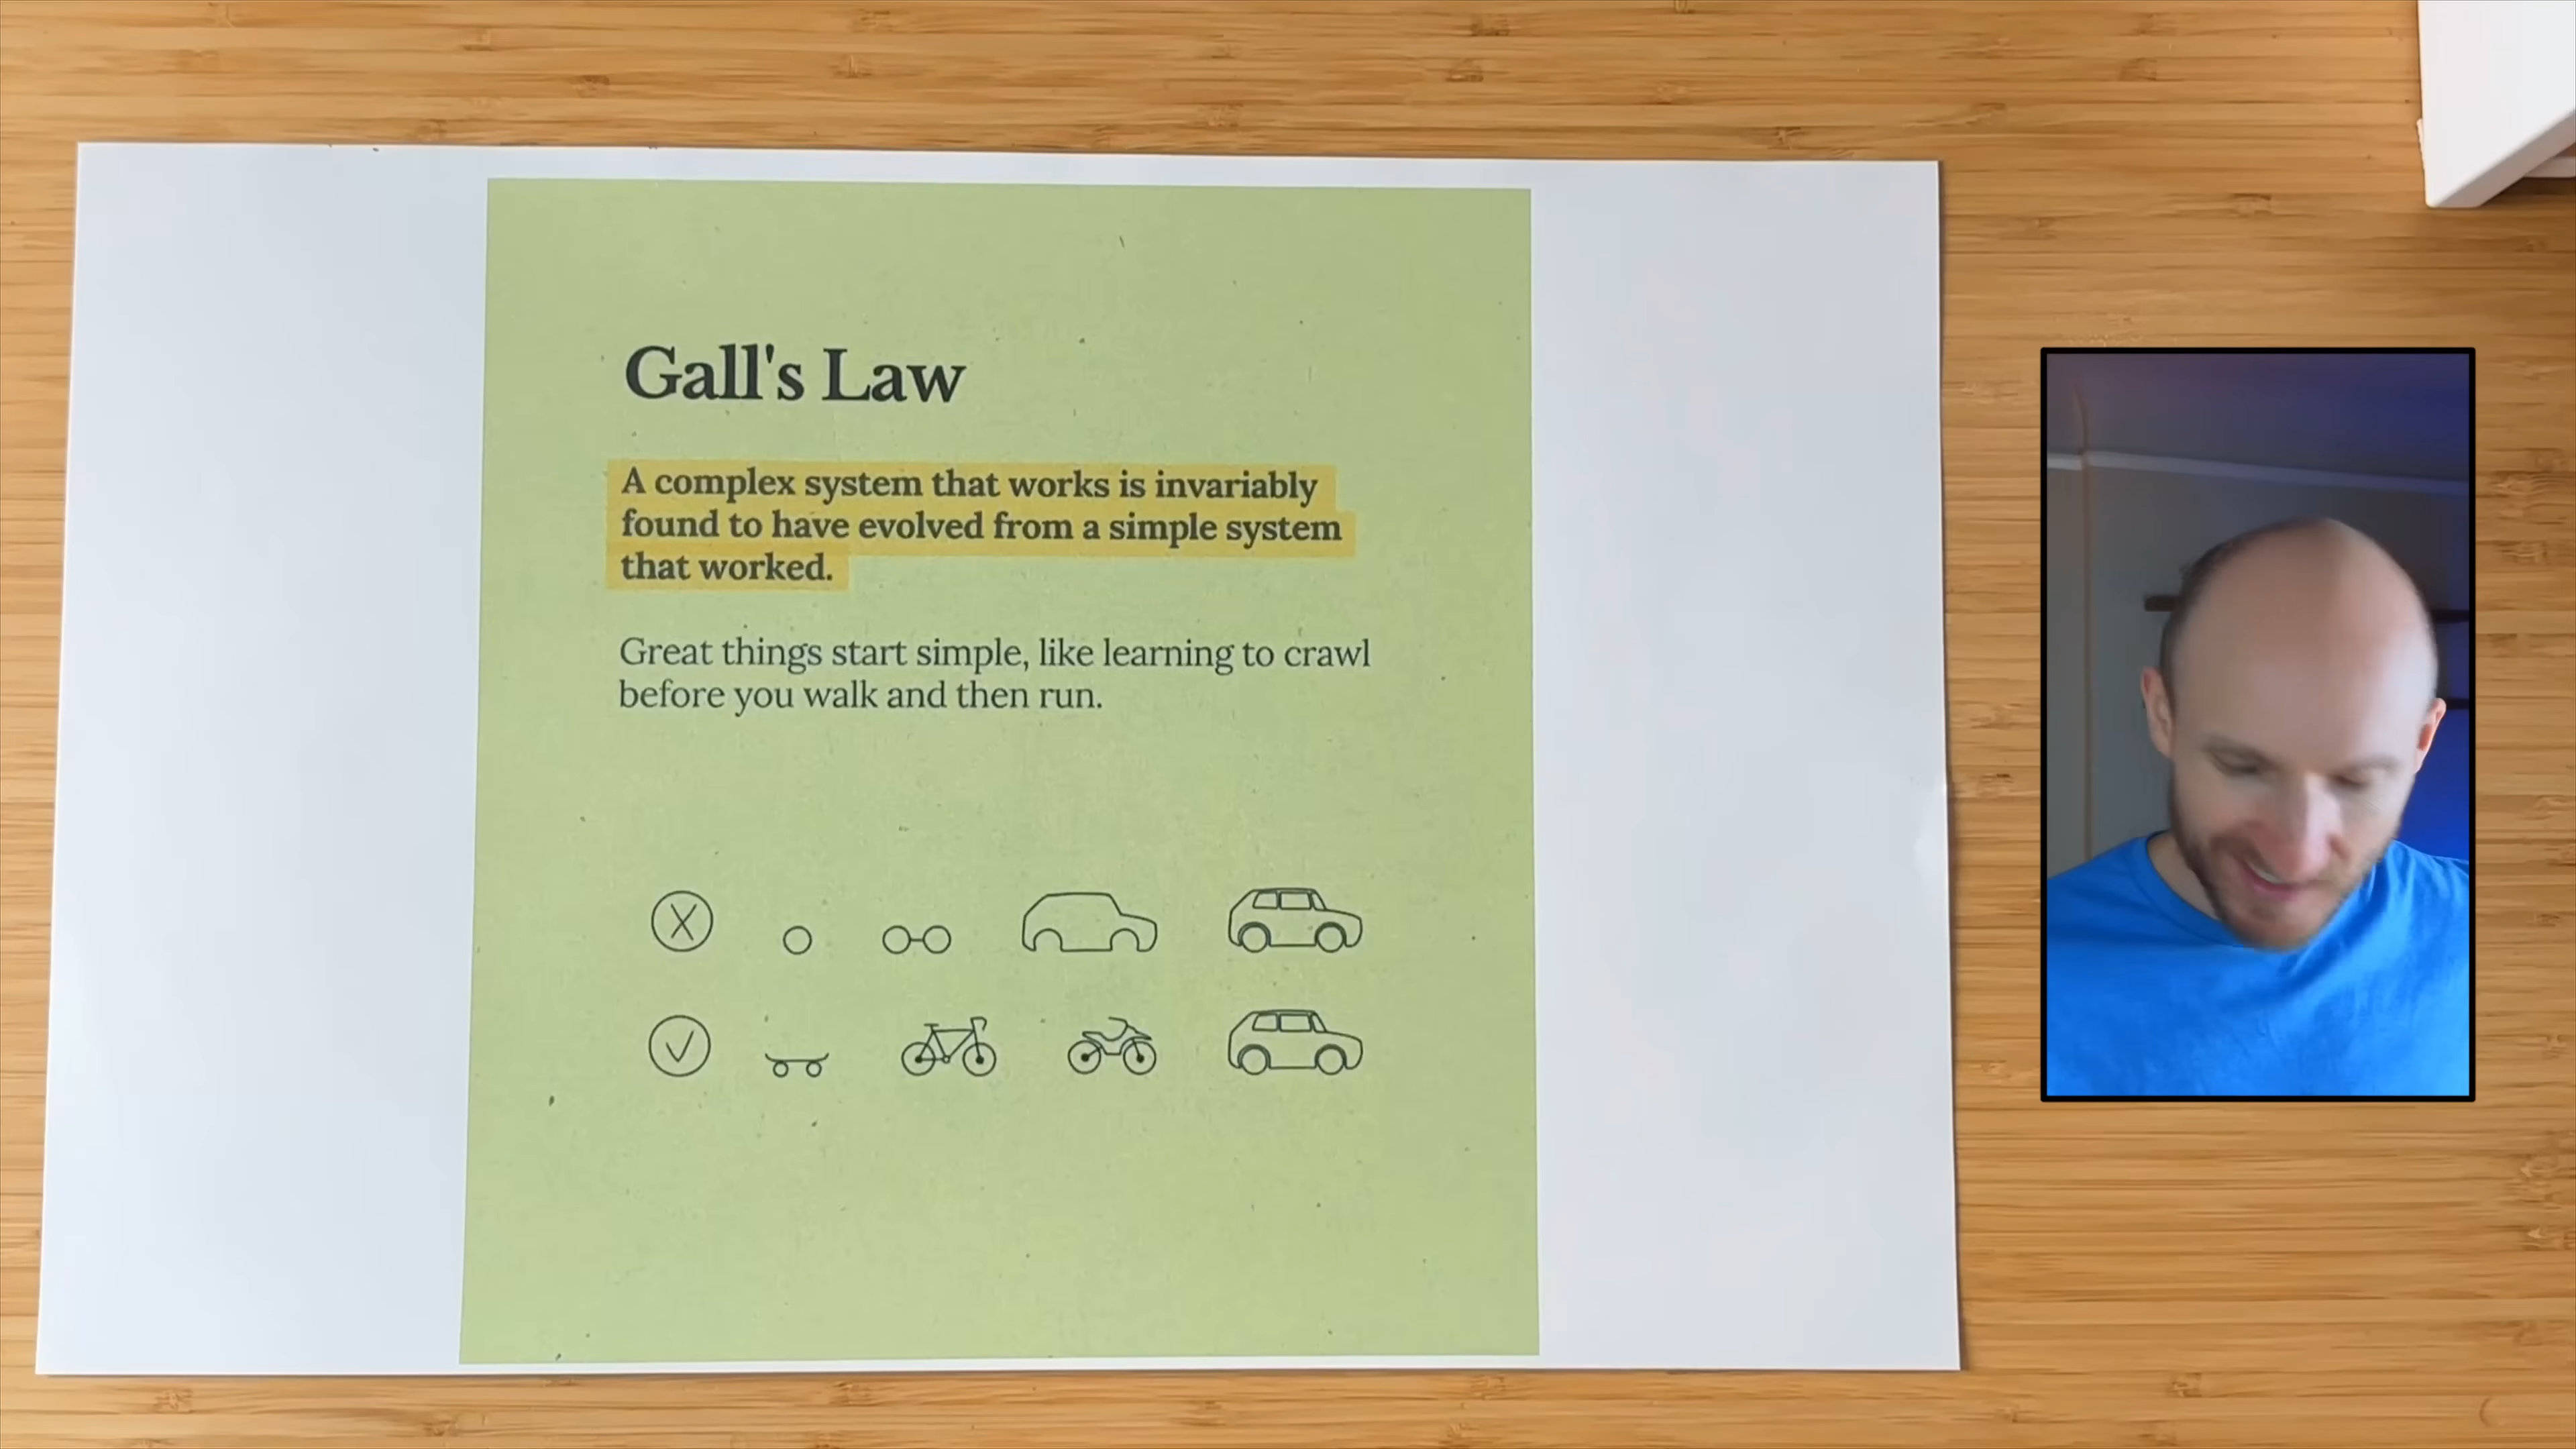 Gall's Law
A complex system that works is invariably
found to have evolved from a simple system
that worked.
Great things start simple, like learning to crawl
before you walk and then run.